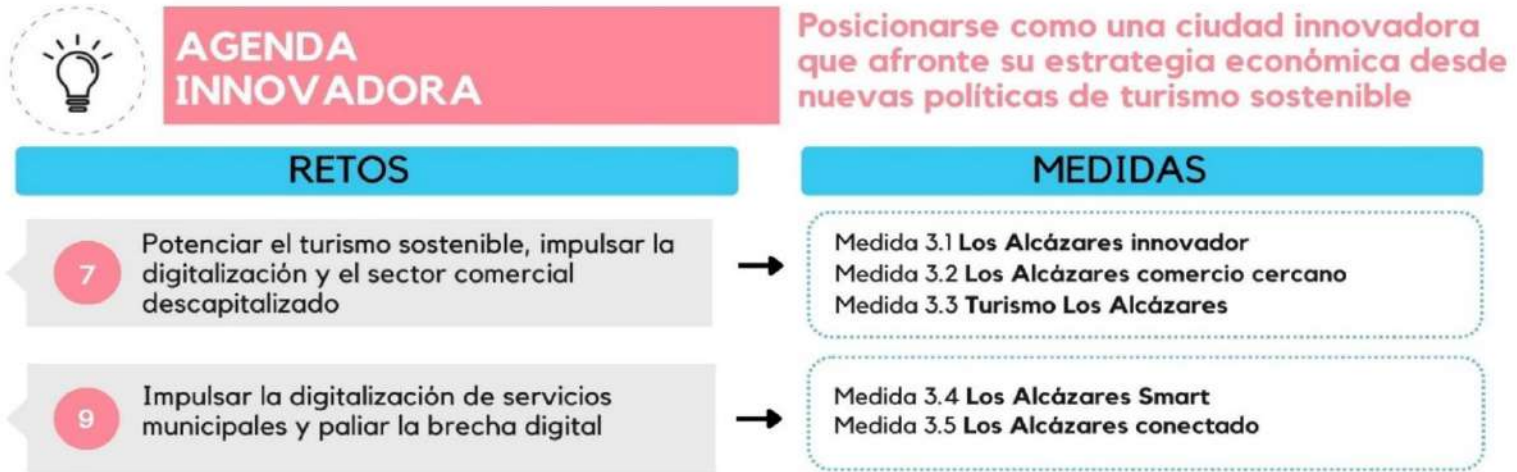 AGENDA
INNOVADORA
Posicionarse como una ciudad innovadora
que afronte su estrategia económica desde
nuevas políticas de turismo sostenible
RETOS
MEDIDAS
7
Potenciar el turismo sostenible, impulsar la
digitalización y el sector comercial
descapitalizado
Medida 3.1 Los Alcázares innovador
Medida 3.2 Los Alcázares comercio cercano
Medida 3.3 Turismo Los Alcázares
9
Impulsar la digitalización de servicios
municipales y paliar la brecha digital
Medida 3.4 Los Alcázares Smart
Medida 3.5 Los Alcázares conectado